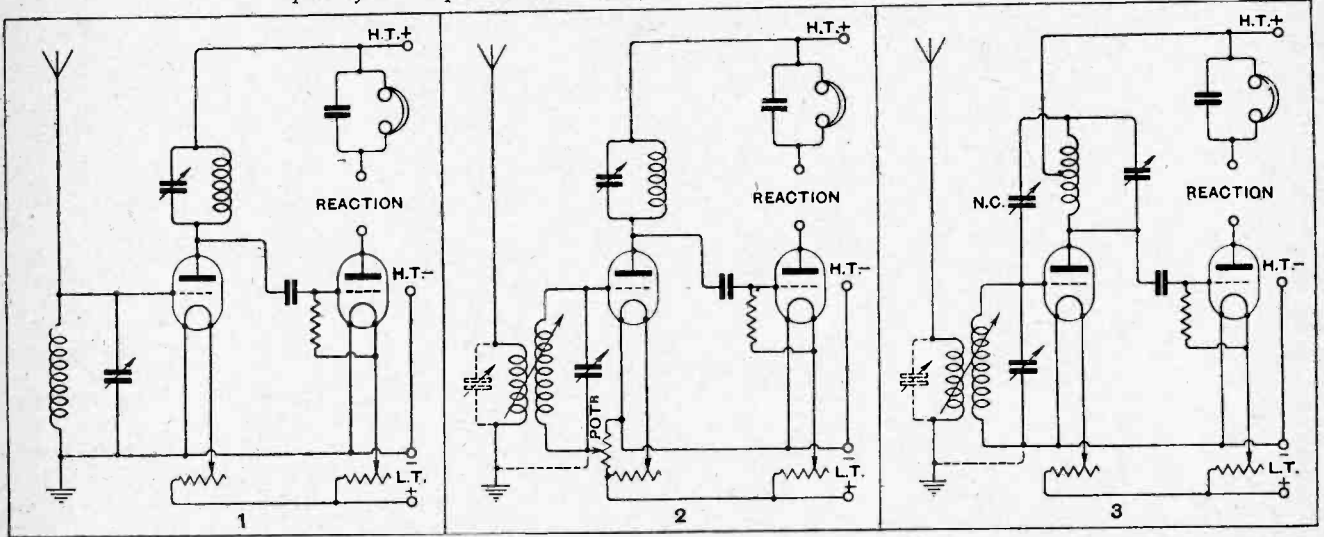 H.T.+
REACTION
H.T.-
-
L.T.
+
1
H.T.+
REACTION
H.T.-
POTR
-
L.T.
+
2
H.T.+
N.C.
REACTION
H.T.-
-
L.T.
+
3